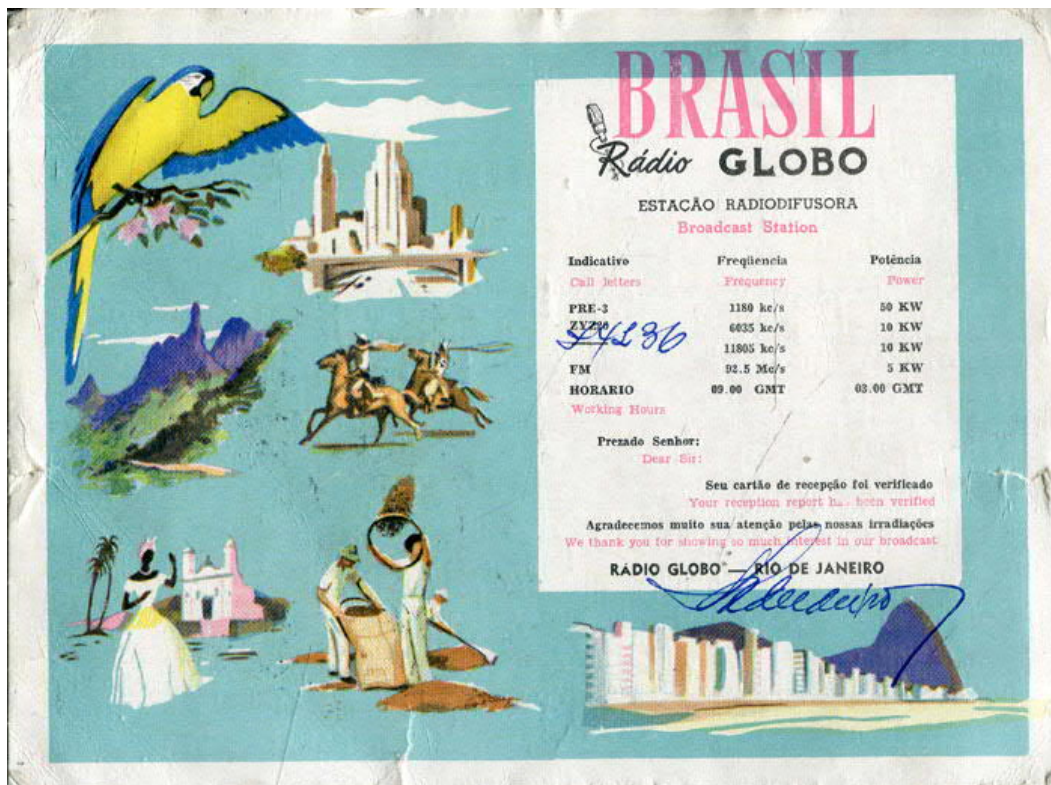 BRASIL
Rádio GLOBO
ESTACÃO RADIODIFUSORA
Broadcast Station
Indicativo Freqüencia Potência
Call letters Frequency Power
PRE-3 1180 kc/s 50 KW
6035 kc/s 10 KW
11805 kc/s 10 KW
FM 92.5 Mc/s 5 KW
HORARIO 09.00 GMT 03.00 GMT
Working Hours
Prezado Senhor:
Dear Sir:
Seu cartão de recepção foi verificado
Your reception report has been verified
Agradecemos muito sua atenção pelas nossas irradiações
We thank you for showing so much interest in our broadcast
RÁDIO GLOBO — RIO DE JANEIRO